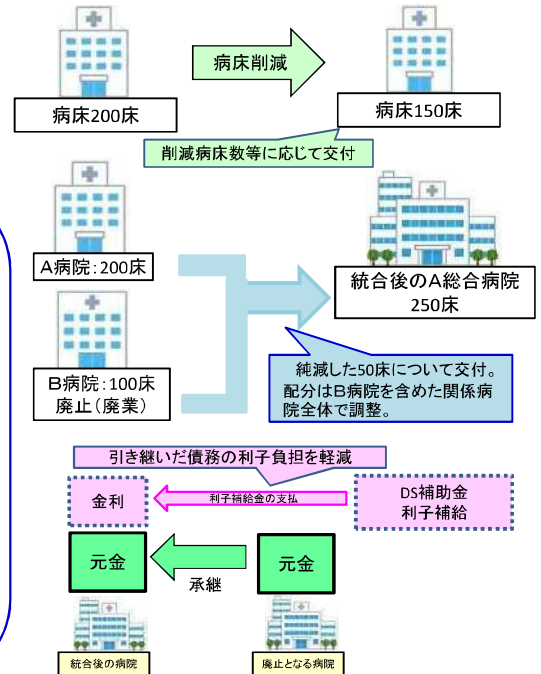 病床削減
病床200床
病床150床
削減病床数等に応じて交付
A病院：200床
統合後のA総合病院
250床
B病院：100床
廃止（廃業）
純減した50床について交付。
配分はB病院を含めた関係病
院全体で調整。
引き継いだ債務の利子負担を軽減
金利
利子補給金の支払
DS補助金
利子補給
元金
承継
元金
統合後の病院
廃止となる病院